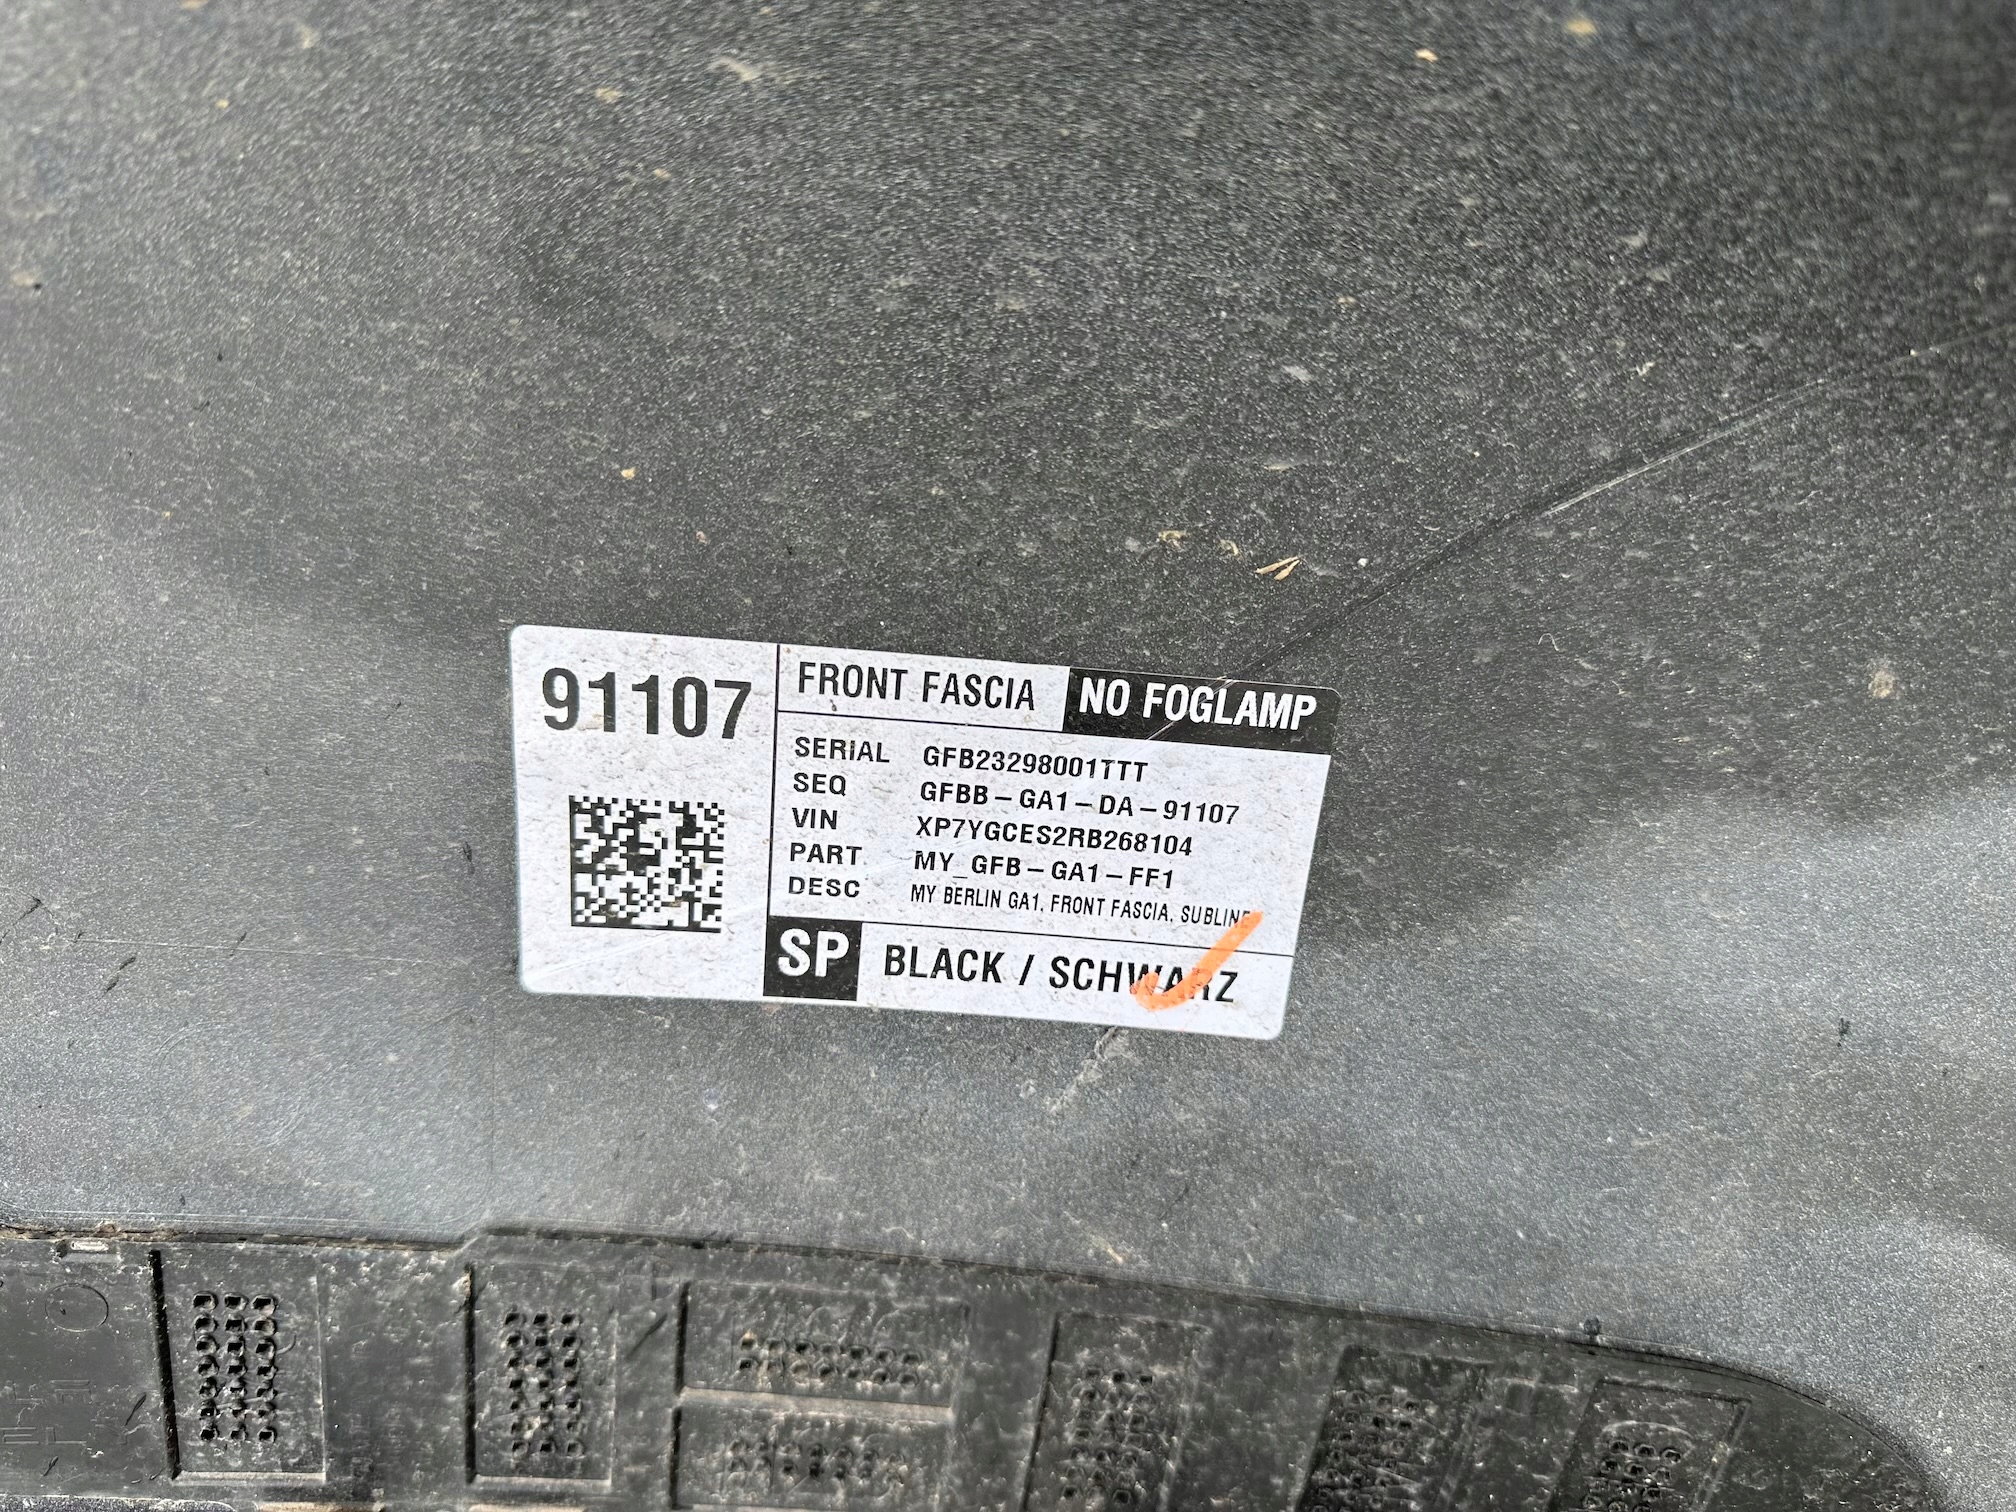 91107
FRONT FASCIA NO FOGLAMP
SERIAL GFB23298001TTT
SEQ GFBB-GA1-DA-91107
VIN XP7YGCES2RB268104
PART MY_GFB-GA1-FF1
DESC MY BERLIN GA1, FRONT FASCIA, SUBLINE
SP BLACK / SCHWARZ